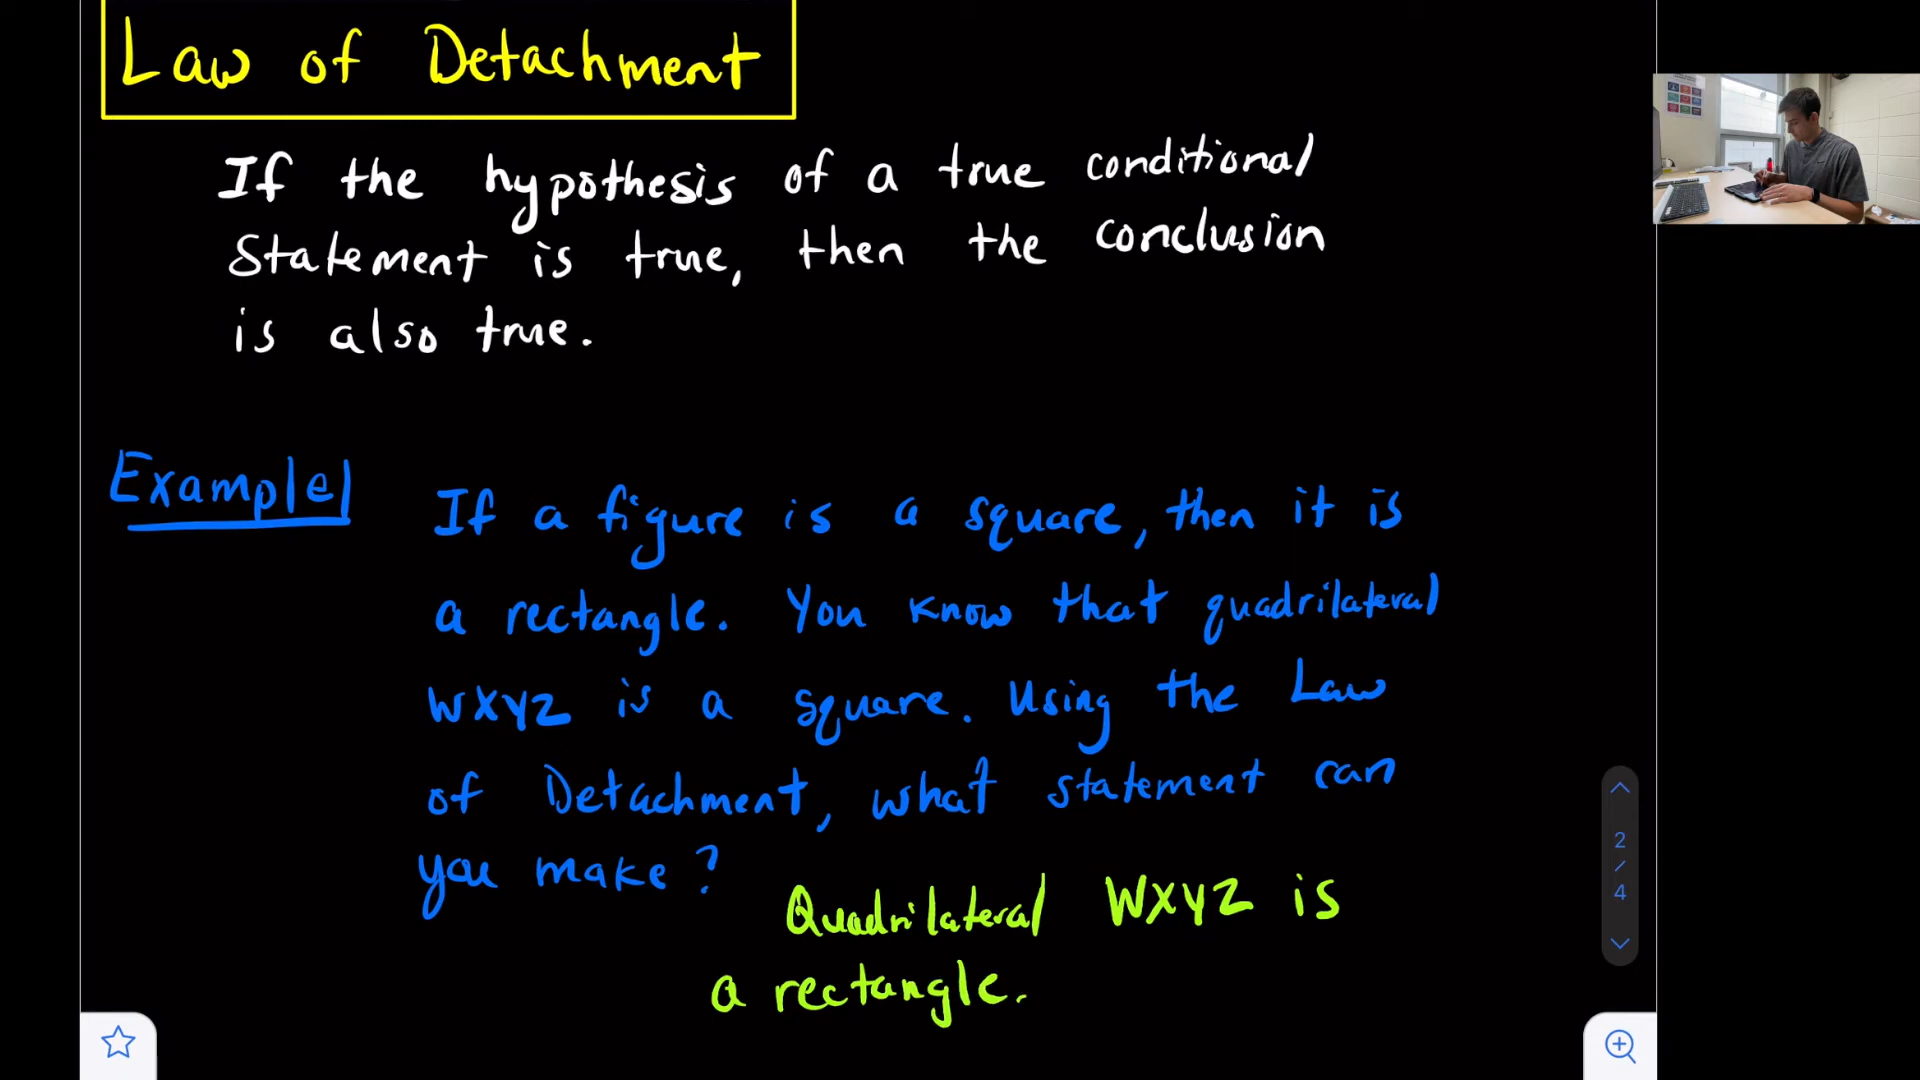 Law of Detachment
If the hypothesis of a true conditional
Statement is true, then the conclusion
is also true.
Example
If a figure is a square, then it is
a rectangle. You know that quadrilateral
WXYZ is a square. Using the Law
of Detachment, what statement can
you make?
Quadrilateral WXYZ is
a rectangle.
2
/
4